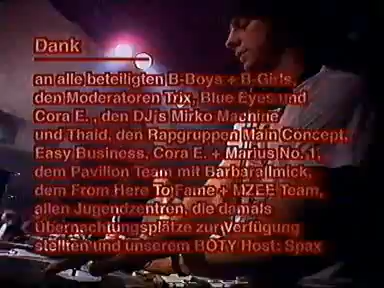 Dank
an alle beteiligten B-Boys + B-Girls,
den Moderatoren Trix, Blue Eyes und
Cora E. , den DJ's Mirko Machine
und Thaid, den Rapgruppen Main Concept,
Easy Business, Cora E. + Marius No. 1,
dem Pavillon Team mit Barbara Imick,
dem From Here To Fame + MZEE Team,
allen Jugendzentren, die damals
Übernachtungsplätze zur Verfügung
stellten und unserem BOTY Host: Spax